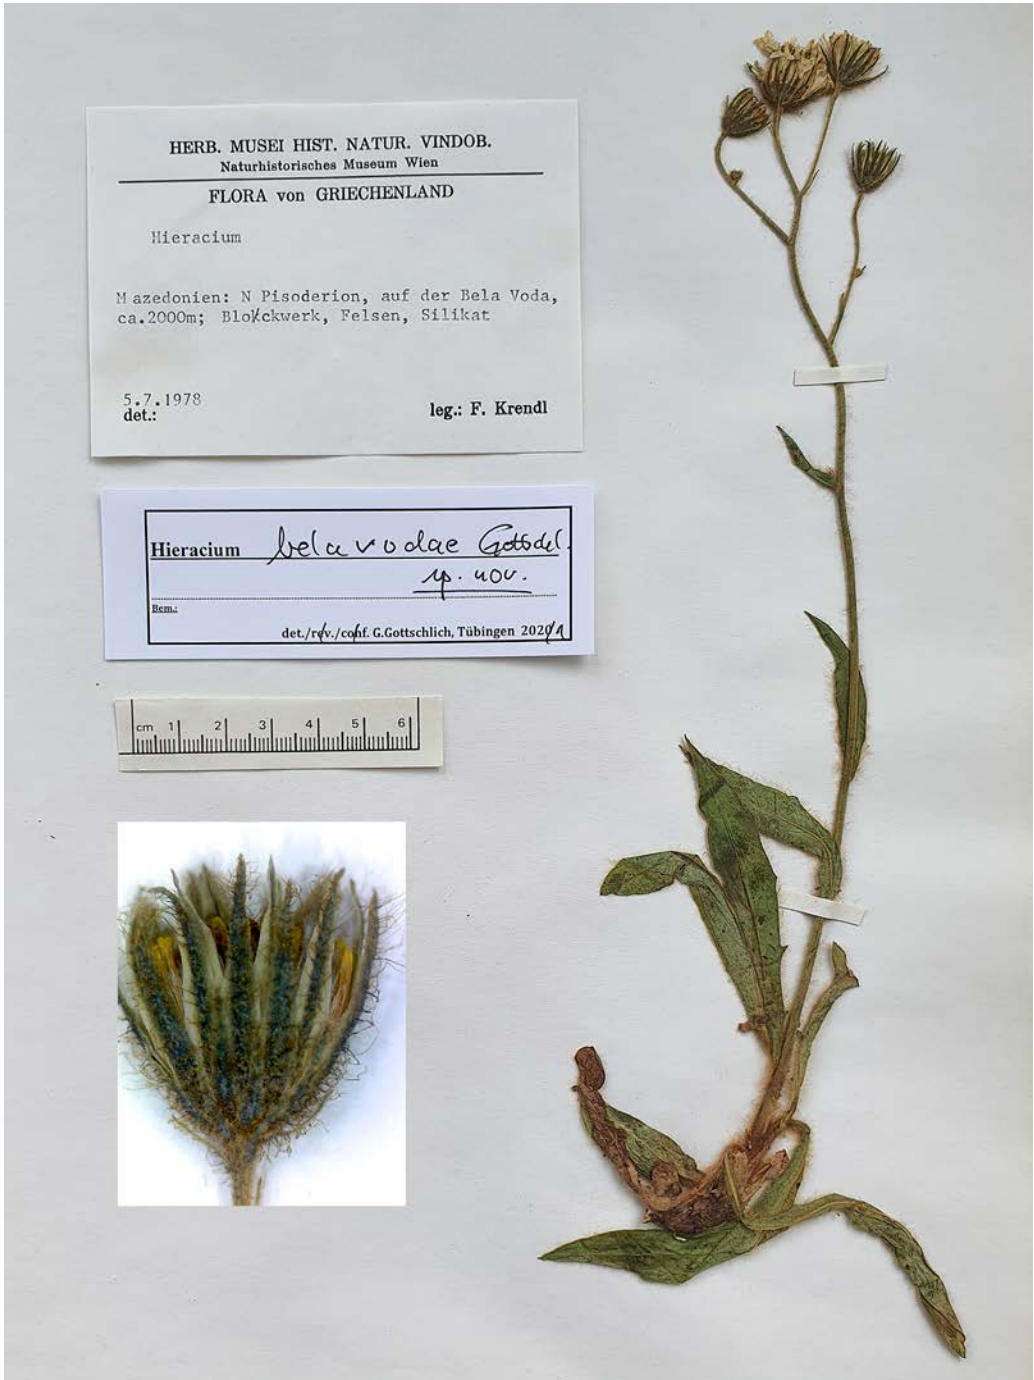 HERB. MUSEI HIST. NATUR. VINDOB.
Naturhistorisches Museum Wien
FLORA von GRIECHENLAND
Hieracium
Mazedonien: N Pisoderion, auf der Bela Voda,
ca.2000m; Blockwerk, Felsen, Silikat
5.7.1978
det.:
leg.: F. Krendl
Hieracium belavodae Gottschl.
sp. nov.
Bem.:
det./rev./conf. G.Gottschlich, Tübingen 2021
cm 1 2 3 4 5 6